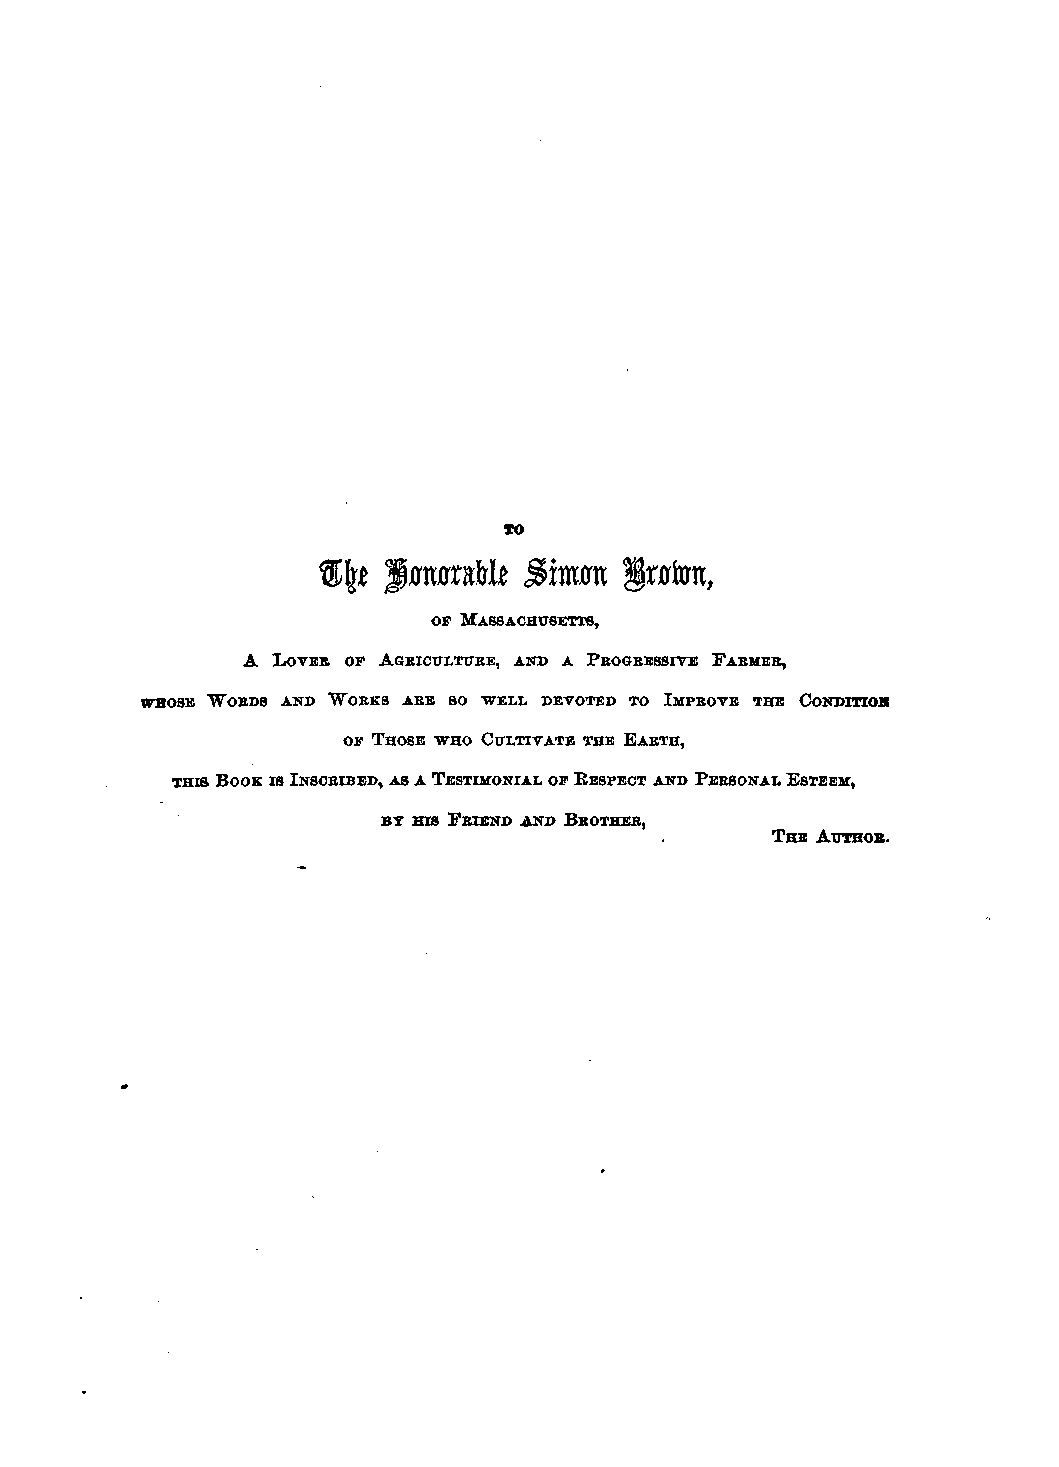 TO
The Honorable Simon Brown,
OF MASSACHUSETTS,
A LOVER OF AGRICULTURE, AND A PROGRESSIVE FARMER,
WHOSE WORDS AND WORKS ARE SO WELL DEVOTED TO IMPROVE THE CONDITION
OF THOSE WHO CULTIVATE THE EARTH,
THIS BOOK IS INSCRIBED, AS A TESTIMONIAL OF RESPECT AND PERSONAL ESTEEM,
BY HIS FRIEND AND BROTHER,
THE AUTHOR.